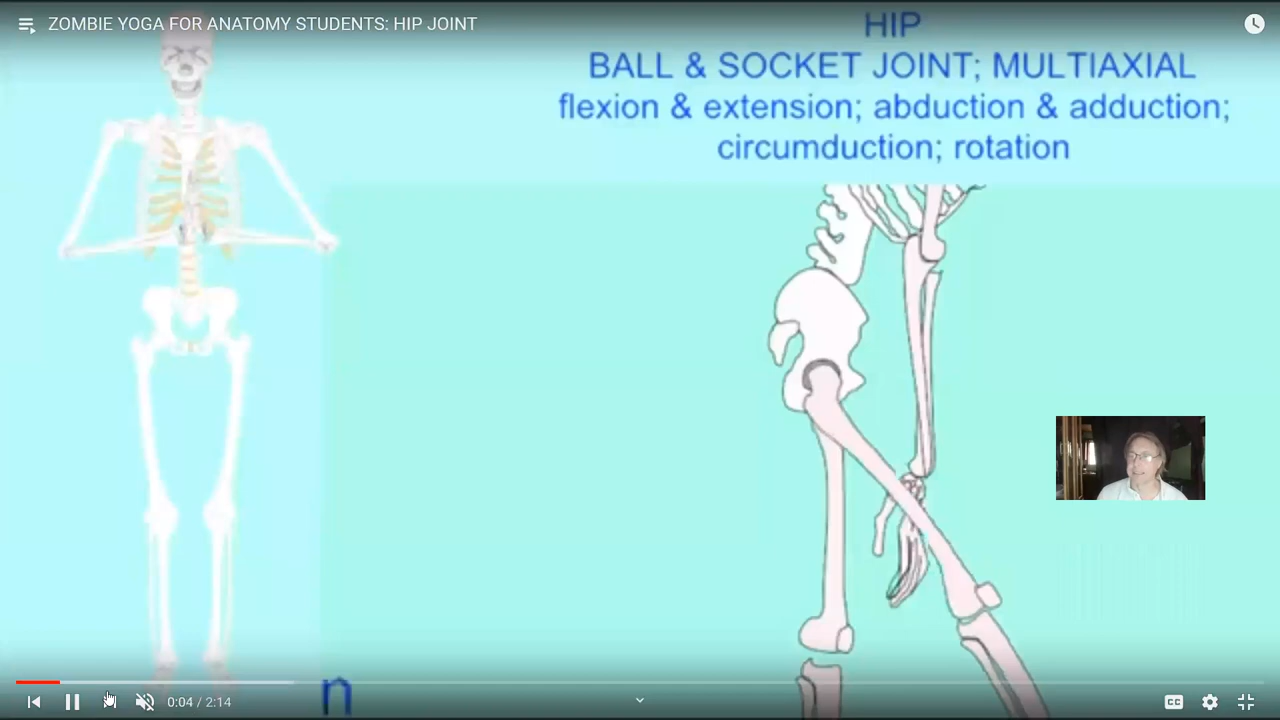 ZOMBIE YOGA FOR ANATOMY STUDENTS: HIP JOINT
HIP
BALL & SOCKET JOINT; MULTIAXIAL
flexion & extension; abduction & adduction;
circumduction; rotation
n
0:04 / 2:14
CC